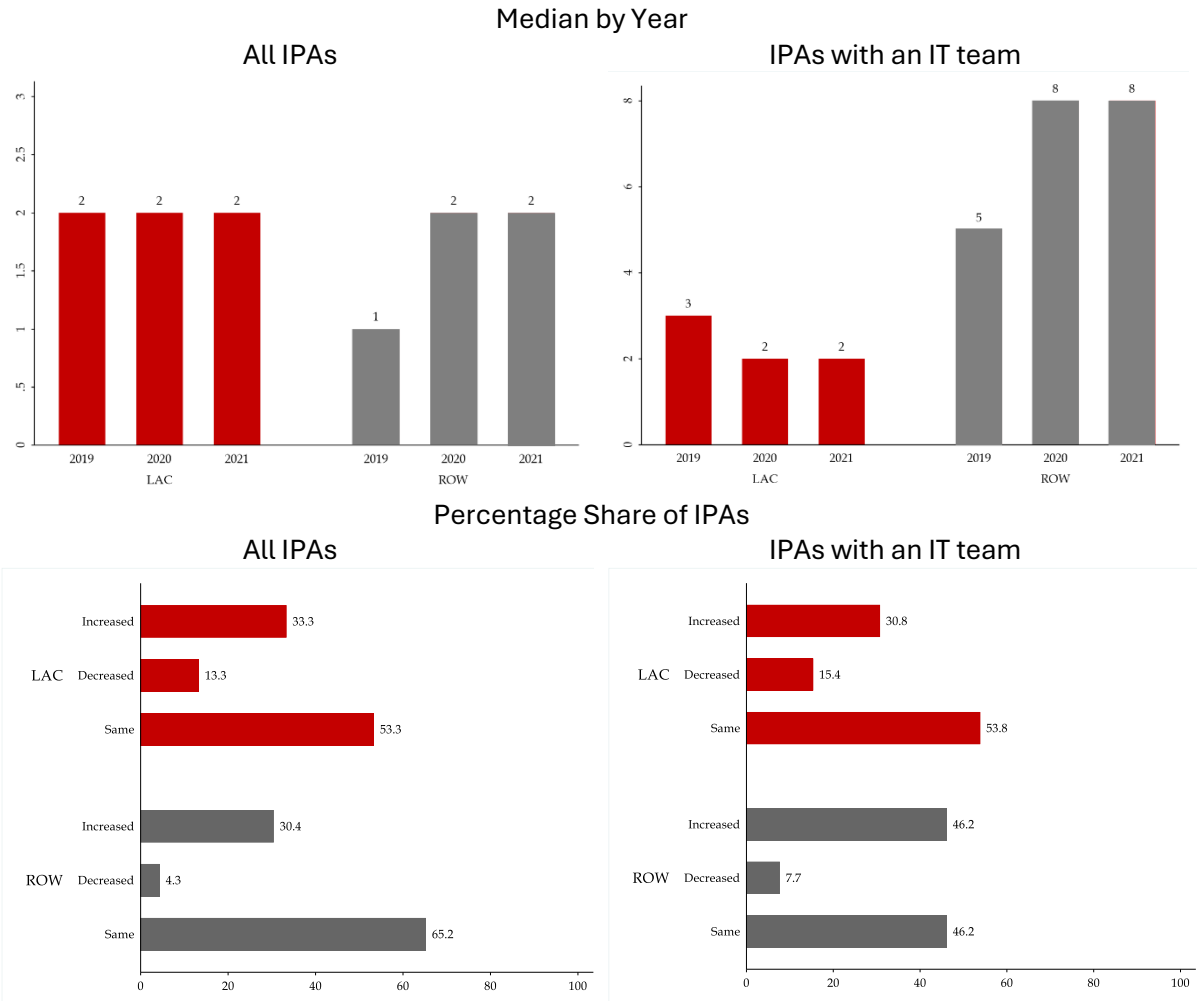 Median by Year
All IPAs
3
2.5
2
1.5
1
.5
0
2
2
2
1
2
2
2019 2020 2021 2019 2020 2021
LAC ROW
IPAs with an IT team
8
6
4
2
0
3
2
2
5
8
8
2019 2020 2021 2019 2020 2021
LAC ROW
Percentage Share of IPAs
All IPAs
Increased 33.3
LAC Decreased 13.3
Same 53.3
Increased 30.4
ROW Decreased 4.3
Same 65.2
0 20 40 60 80 100
IPAs with an IT team
Increased 30.8
LAC Decreased 15.4
Same 53.8
Increased 46.2
ROW Decreased 7.7
Same 46.2
0 20 40 60 80 100